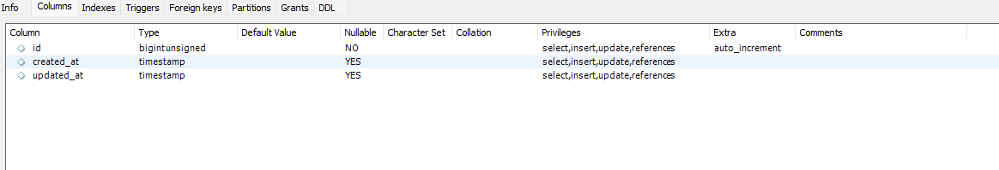 Info Columns Indexes Triggers Foreign keys Partitions Grants DDL
Column Type Default Value Nullable Character Set Collation Privileges Extra Comments
id bigintunsigned NO select,insert,update,references auto_increment
created_at timestamp YES select,insert,update,references
updated_at timestamp YES select,insert,update,references